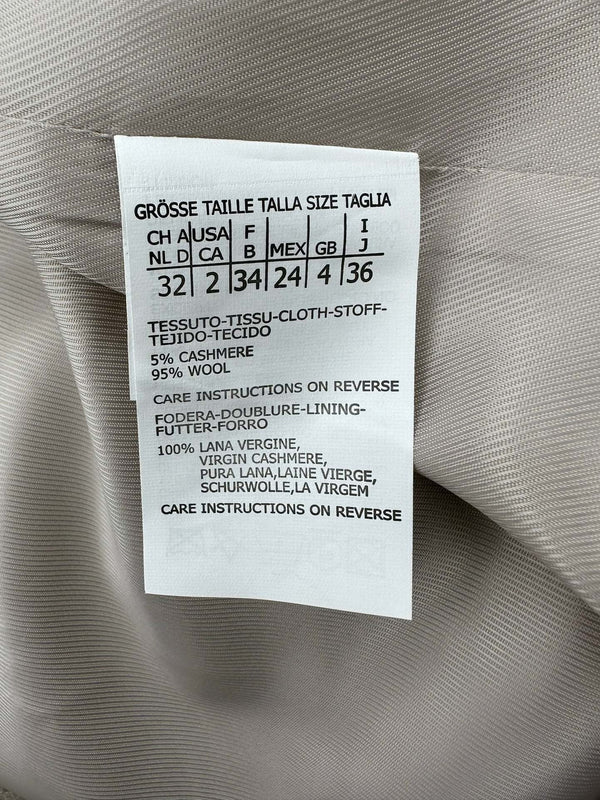 GRÖSSE TAILLE TALLA SIZE TAGLIA
CH A USA F MEX GB I
NL D CA B J
32 2 34 24 4 36
TESSUTO-TISSU-CLOTH-STOFF-
TEJIDO-TECIDO
5% CASHMERE
95% WOOL
CARE INSTRUCTIONS ON REVERSE
FODERA-DOUBLURE-LINING-
FUTTER-FORRO
100% LANA VERGINE,
VIRGIN CASHMERE,
PURA LANA,LAINE VIERGE,
SCHURWOLLE,LA VIRGEM
CARE INSTRUCTIONS ON REVERSE